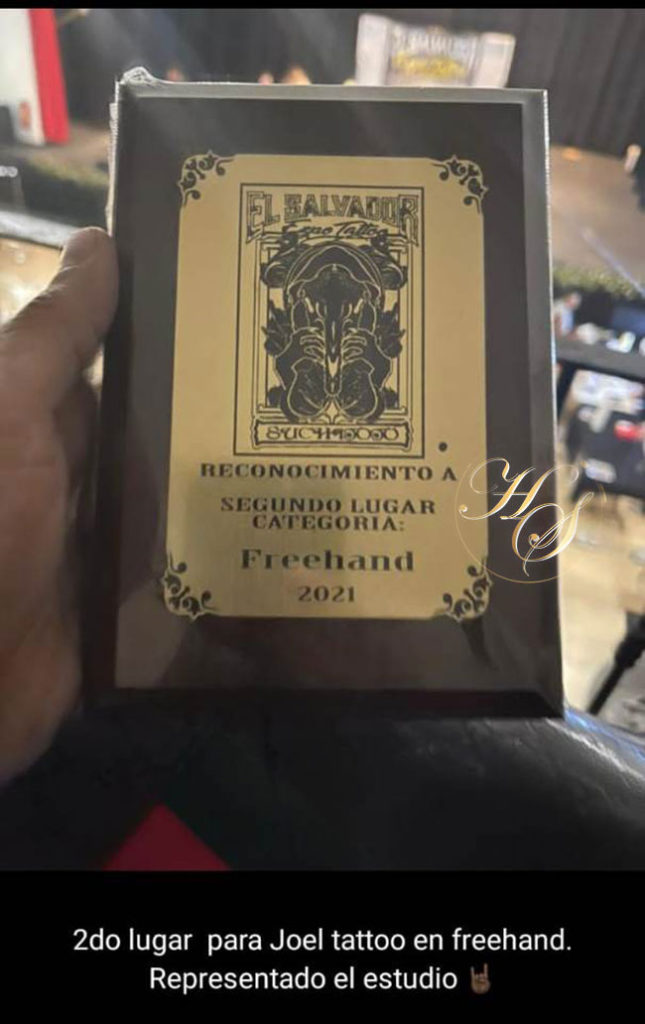 EL SALVADOR
Expo Tattoo
RECONOCIMIENTO A
SEGUNDO LUGAR
CATEGORIA:
Freehand
2021
HS
2do lugar para Joel tattoo en freehand.
Representado el estudio 🤘🏿